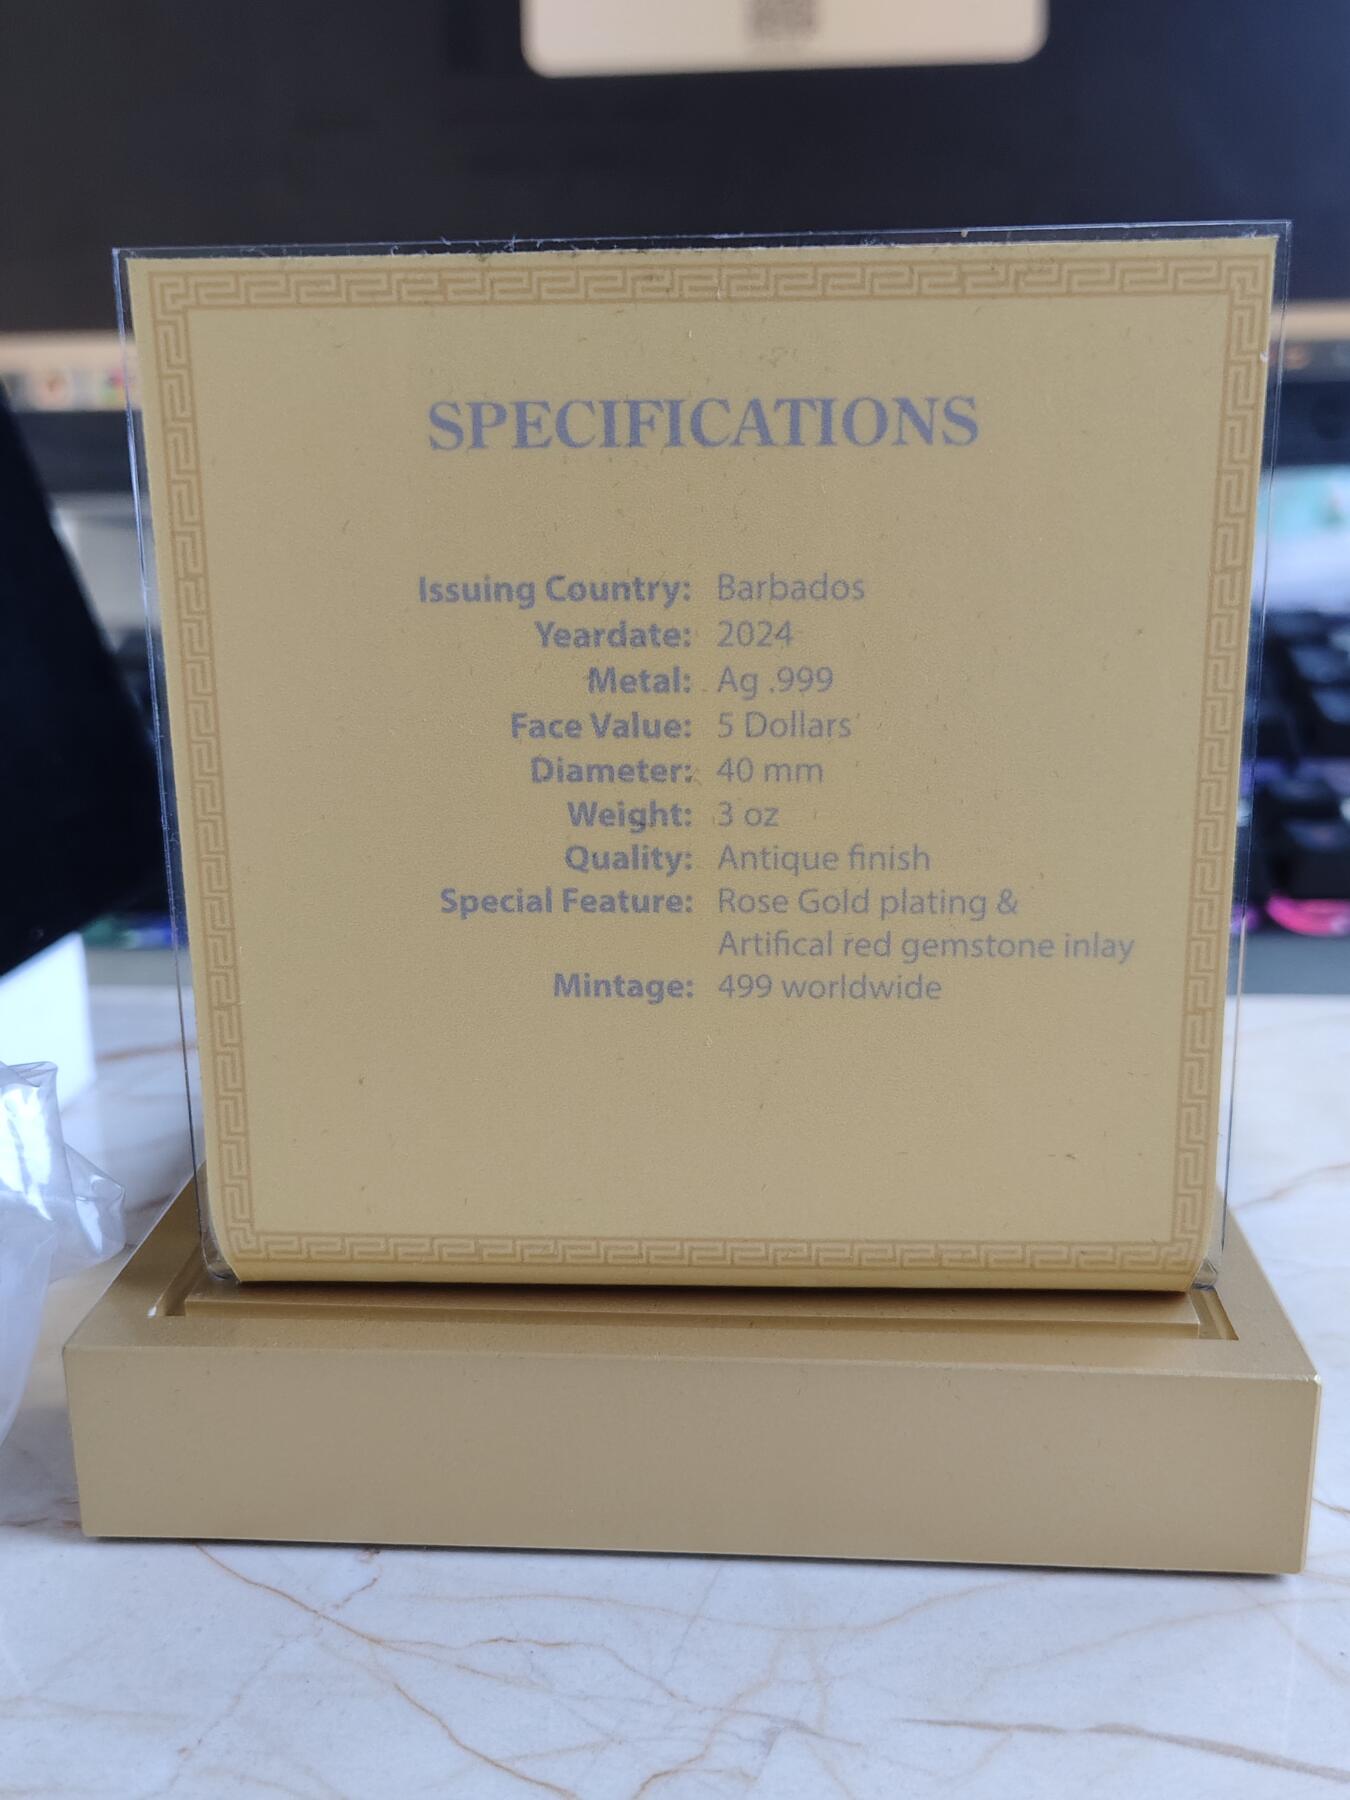 SPECIFICATIONS
Issuing Country: Barbados
Yeardate: 2024
Metal: Ag .999
Face Value: 5 Dollars
Diameter: 40 mm
Weight: 3 oz
Quality: Antique finish
Special Feature: Rose Gold plating &
Artifical red gemstone inlay
Mintage: 499 worldwide